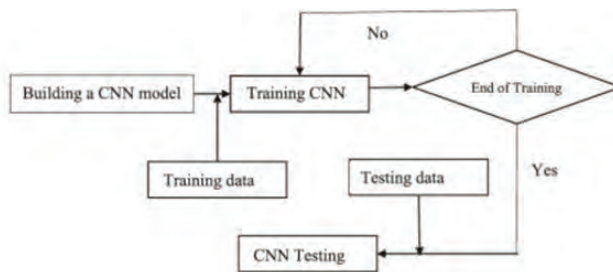 No
Building a CNN model
Training CNN
End of Training
Training data
Testing data
Yes
CNN Testing